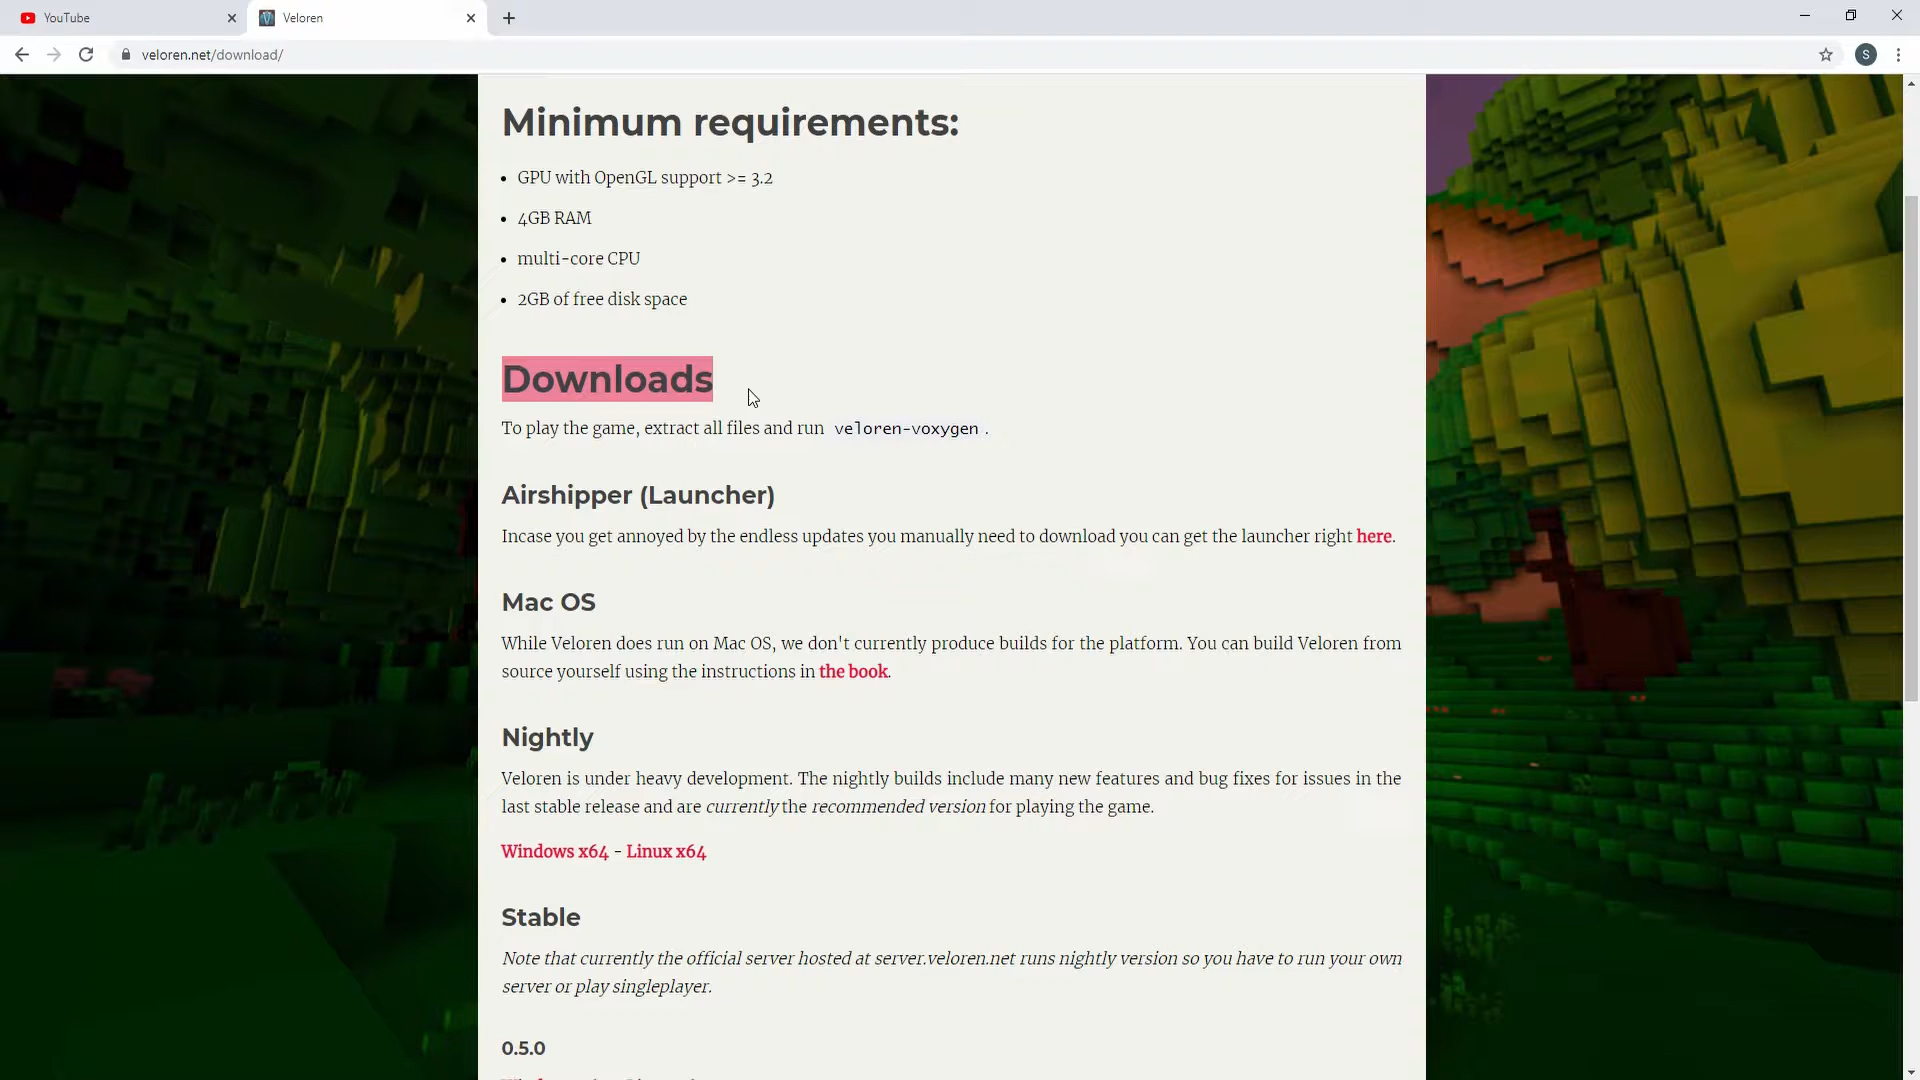 YouTube
Veloren
veloren.net/download/
S
Minimum requirements:
• GPU with OpenGL support >= 3.2
• 4GB RAM
• multi-core CPU
• 2GB of free disk space
Downloads
To play the game, extract all files and run veloren-voxygen.
Airshipper (Launcher)
Incase you get annoyed by the endless updates you manually need to download you can get the launcher right here.
Mac OS
While Veloren does run on Mac OS, we don't currently produce builds for the platform. You can build Veloren from
source yourself using the instructions in the book.
Nightly
Veloren is under heavy development. The nightly builds include many new features and bug fixes for issues in the
last stable release and are currently the recommended version for playing the game.
Windows x64 - Linux x64
Stable
Note that currently the official server hosted at server.veloren.net runs nightly version so you have to run your own
server or play singleplayer.
0.5.0